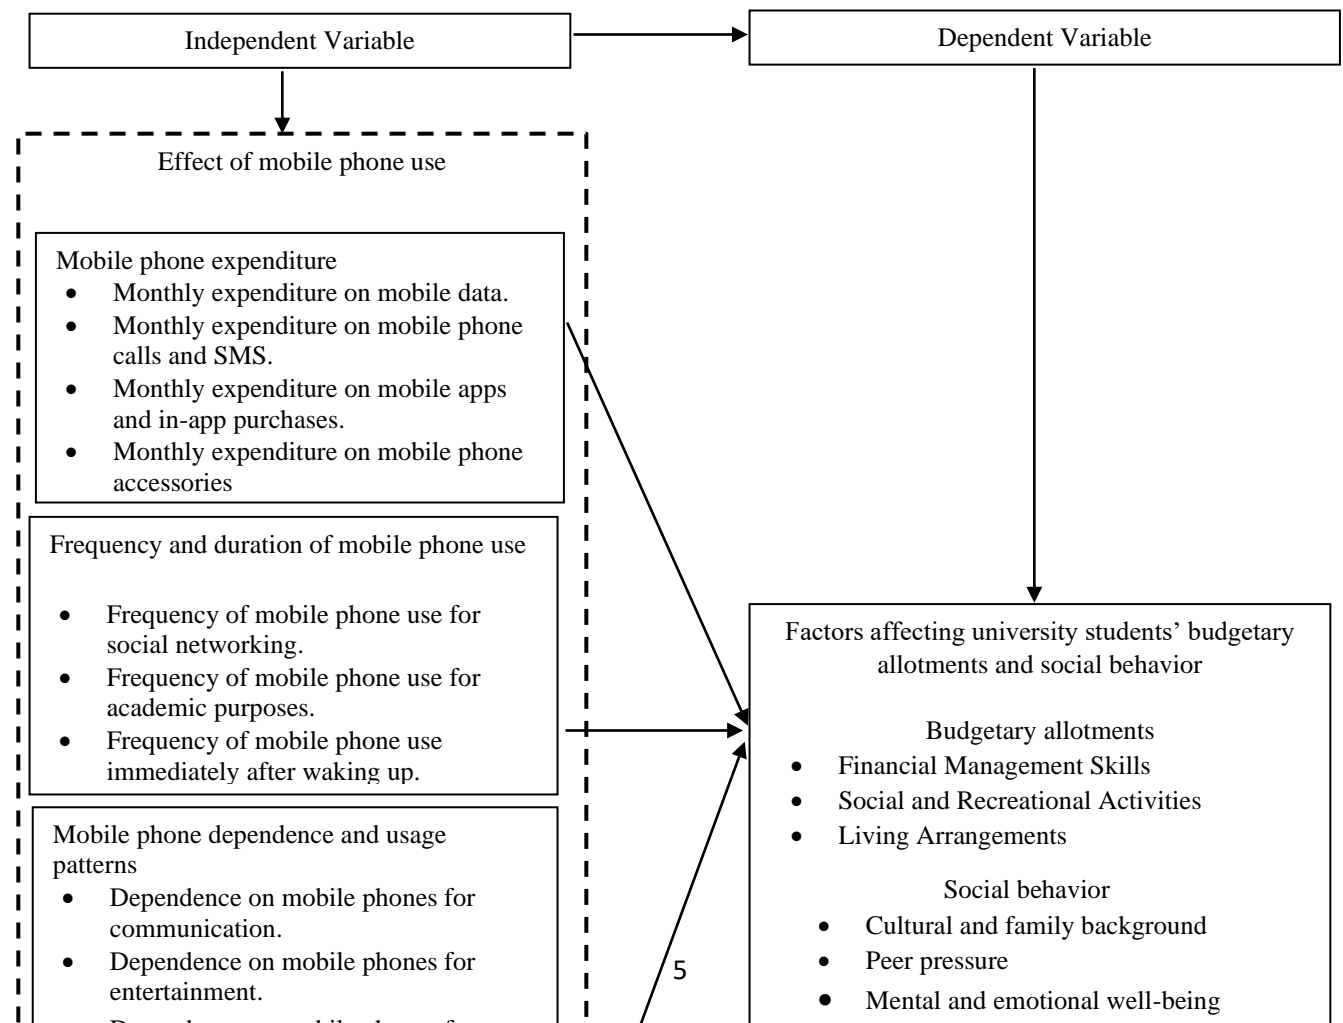 Independent Variable
Dependent Variable
Effect of mobile phone use
Mobile phone expenditure
• Monthly expenditure on mobile data.
• Monthly expenditure on mobile phone
calls and SMS.
• Monthly expenditure on mobile apps
and in-app purchases.
• Monthly expenditure on mobile phone
accessories
Frequency and duration of mobile phone use
• Frequency of mobile phone use for
social networking.
• Frequency of mobile phone use for
academic purposes.
• Frequency of mobile phone use
immediately after waking up.
Mobile phone dependence and usage
patterns
• Dependence on mobile phones for
communication.
• Dependence on mobile phones for
entertainment.
Factors affecting university students’ budgetary
allotments and social behavior
Budgetary allotments
• Financial Management Skills
• Social and Recreational Activities
• Living Arrangements
Social behavior
• Cultural and family background
• Peer pressure
• Mental and emotional well-being
5